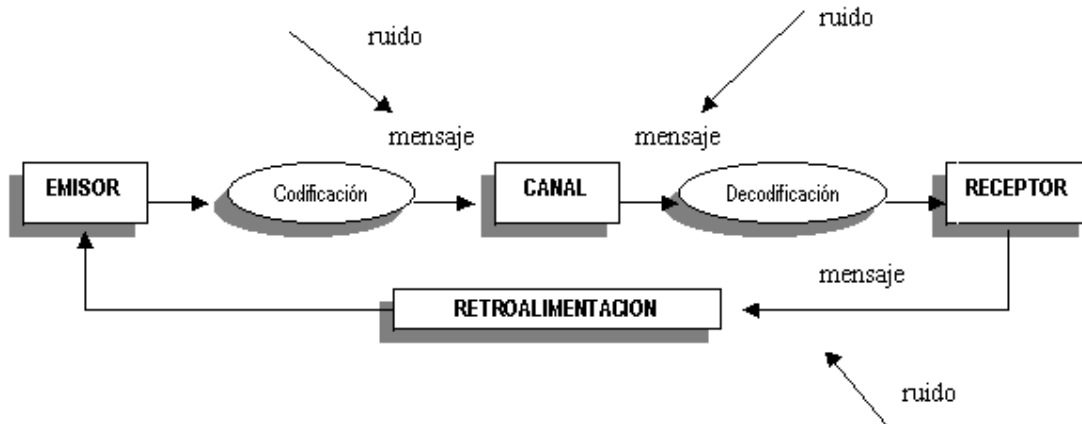 ruido
ruido
mensaje
mensaje
EMISOR
Codificación
CANAL
Decodificación
RECEPTOR
mensaje
RETROALIMENTACION
ruido